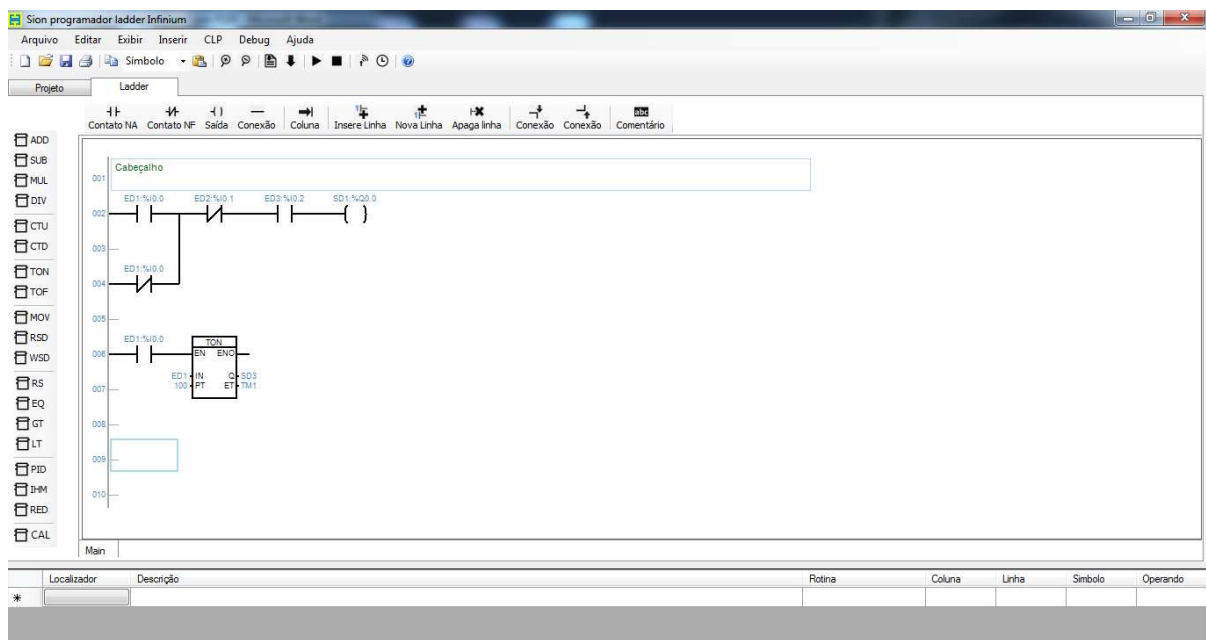 Sion programador ladder Infinium
Arquivo Editar Exibir Inserir CLP Debug Ajuda
Símbolo
Projeto Ladder
Contato NA Contato NF Saída Conexão Coluna Insere Linha Nova Linha Apaga linha Conexão Conexão abc Comentário
ADD
SUB
MUL
DIV
CTU
CTD
TON
TOF
MOV
RSD
WSD
RS
EQ
GT
LT
PID
IHM
RED
CAL
001 Cabeçalho
ED1:%I0.0 ED2:%I0.1 ED3:%I0.2 SD1:%Q0.0
002
003
ED1:%I0.0
004
005
ED1:%I0.0 TON
006 EN ENO
ED1 IN Q SD3
007 100 PT ET TM1
008
009
010
Main
Localizador Descrição Rotina Coluna Linha Simbolo Operando
*